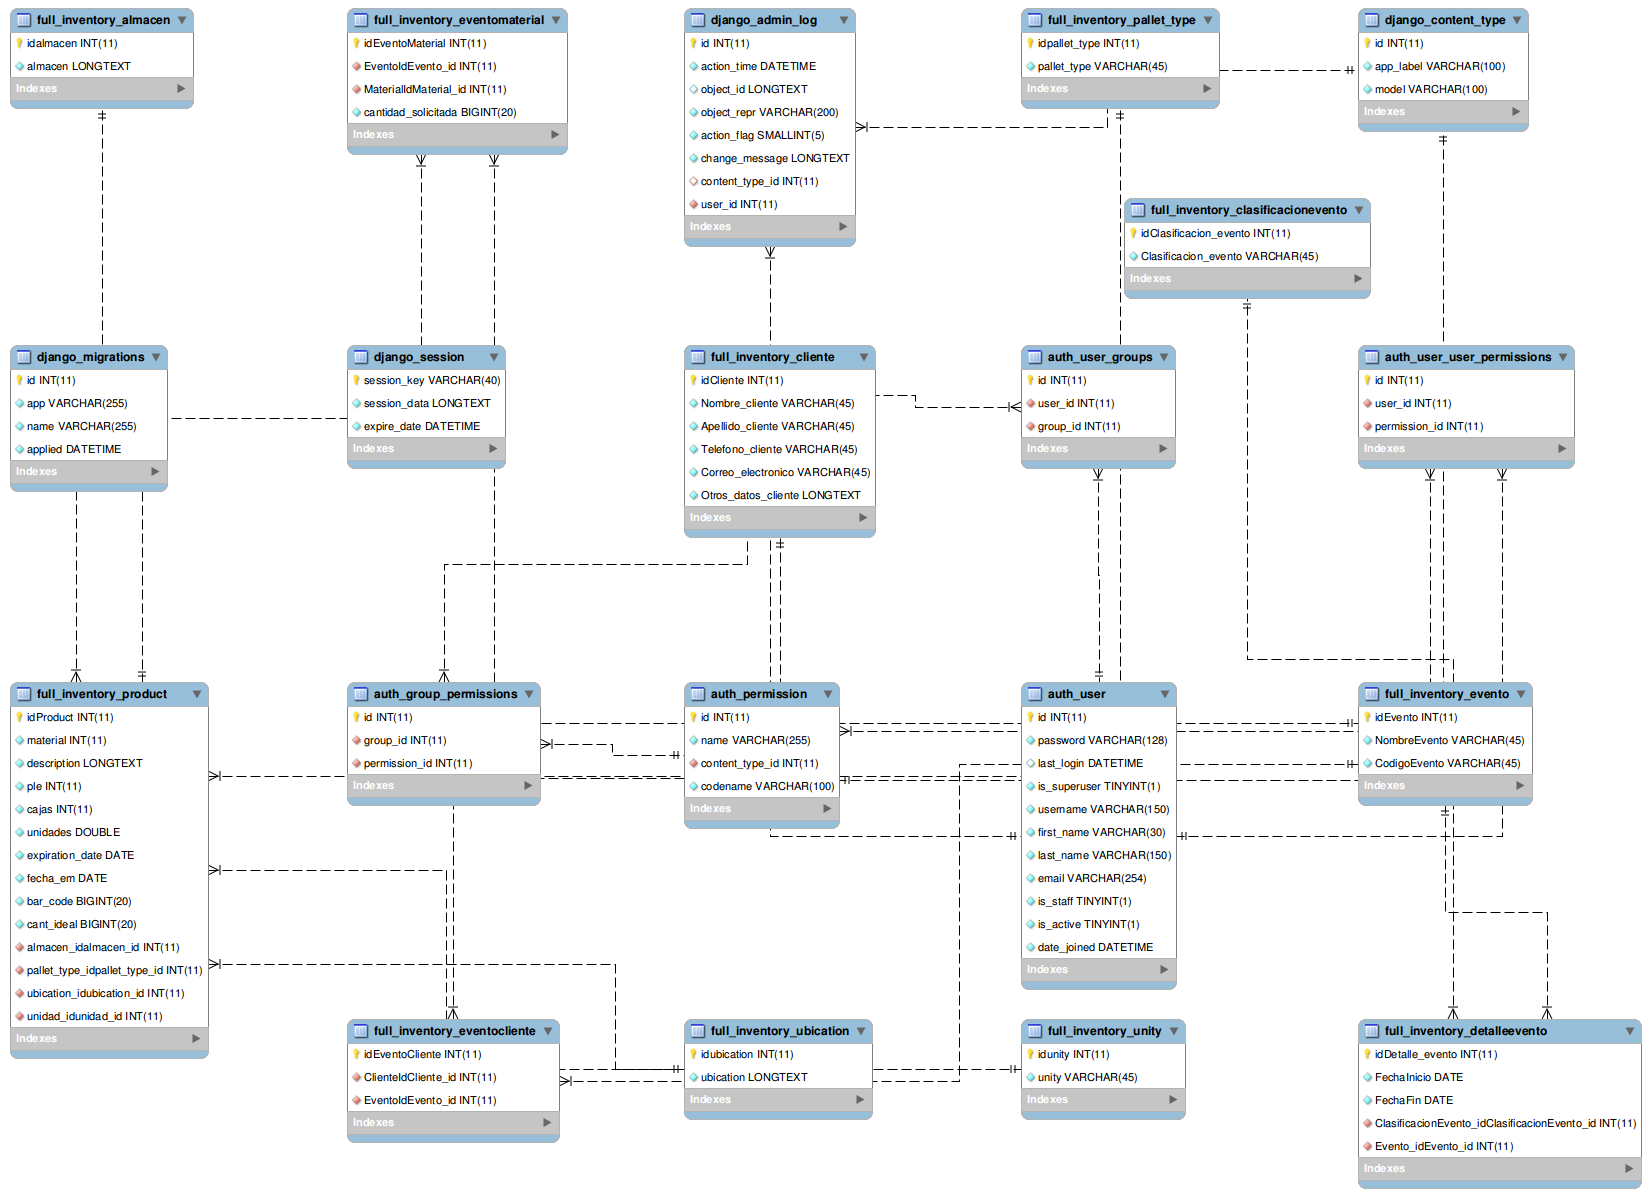 full_inventory_almacen
idalmacen INT(11)
almacen LONGTEXT
Indexes
full_inventory_eventomaterial
idEventoMaterial INT(11)
EventoIdEvento_id INT(11)
MaterialIdMaterial_id INT(11)
cantidad_solicitada BIGINT(20)
Indexes
django_admin_log
id INT(11)
action_time DATETIME
object_id LONGTEXT
object_repr VARCHAR(200)
action_flag SMALLINT(5)
change_message LONGTEXT
content_type_id INT(11)
user_id INT(11)
Indexes
full_inventory_pallet_type
idpallet_type INT(11)
pallet_type VARCHAR(45)
Indexes
django_content_type
id INT(11)
app_label VARCHAR(100)
model VARCHAR(100)
Indexes
full_inventory_clasificacionevento
idClasificacion_evento INT(11)
Clasificacion_evento VARCHAR(45)
Indexes
django_migrations
id INT(11)
app VARCHAR(255)
name VARCHAR(255)
applied DATETIME
Indexes
django_session
session_key VARCHAR(40)
session_data LONGTEXT
expire_date DATETIME
Indexes
full_inventory_cliente
idCliente INT(11)
Nombre_cliente VARCHAR(45)
Apellido_cliente VARCHAR(45)
Telefono_cliente VARCHAR(45)
Correo_electronico VARCHAR(45)
Otros_datos_cliente LONGTEXT
Indexes
auth_user_groups
id INT(11)
user_id INT(11)
group_id INT(11)
Indexes
auth_user_user_permissions
id INT(11)
user_id INT(11)
permission_id INT(11)
Indexes
full_inventory_product
idProduct INT(11)
material INT(11)
description LONGTEXT
ple INT(11)
cajas INT(11)
unidades DOUBLE
expiration_date DATE
fecha_em DATE
bar_code BIGINT(20)
cant_ideal BIGINT(20)
almacen_idalmacen_id INT(11)
pallet_type_idpallet_type_id INT(11)
ubication_idubication_id INT(11)
unidad_idunidad_id INT(11)
Indexes
auth_group_permissions
id INT(11)
group_id INT(11)
permission_id INT(11)
Indexes
auth_permission
id INT(11)
name VARCHAR(255)
content_type_id INT(11)
codename VARCHAR(100)
Indexes
auth_user
id INT(11)
password VARCHAR(128)
last_login DATETIME
is_superuser TINYINT(1)
username VARCHAR(150)
first_name VARCHAR(30)
last_name VARCHAR(150)
email VARCHAR(254)
is_staff TINYINT(1)
is_active TINYINT(1)
date_joined DATETIME
Indexes
full_inventory_evento
idEvento INT(11)
NombreEvento VARCHAR(45)
CodigoEvento VARCHAR(45)
Indexes
full_inventory_eventocliente
idEventoCliente INT(11)
ClienteIdCliente_id INT(11)
EventoIdEvento_id INT(11)
Indexes
full_inventory_ubication
idubication INT(11)
ubication LONGTEXT
Indexes
full_inventory_unity
idunity INT(11)
unity VARCHAR(45)
Indexes
full_inventory_detalleevento
idDetalle_evento INT(11)
FechaInicio DATE
FechaFin DATE
ClasificacionEvento_idClasificacionEvento_id INT(11)
Evento_idEvento_id INT(11)
Indexes